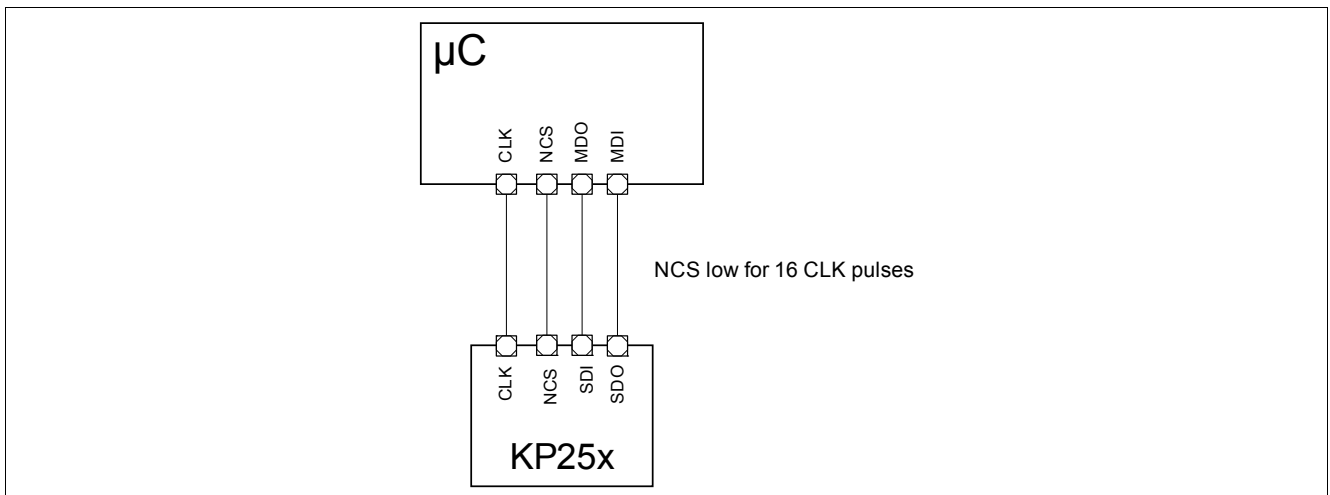 µC
CLK
NCS
MDO
MDI
NCS low for 16 CLK pulses
CLK
NCS
SDI
SDO
KP25x